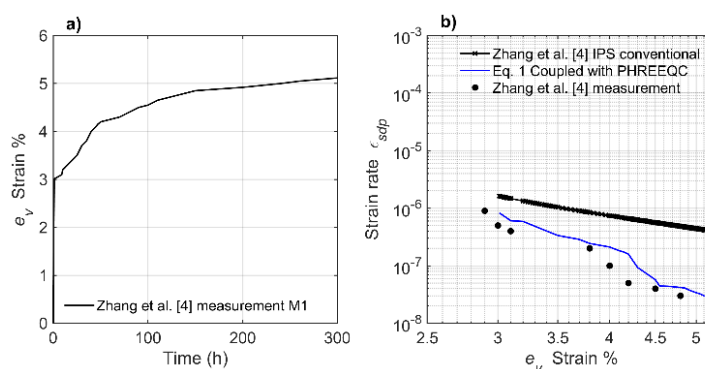 a)
6
5
4
3
2
1
0
e_v Strain %
Zhang et al. [4] measurement M1
0 100 200 300
Time (h)
b)
10^-3
10^-4
10^-5
10^-6
10^-7
10^-8
Strain rate ϵ_sdp
Zhang et al. [4] IPS conventional
Eq. 1 Coupled with PHREEQC
Zhang et al. [4] measurement
2.5 3 3.5 4 4.5 5
e_v Strain %